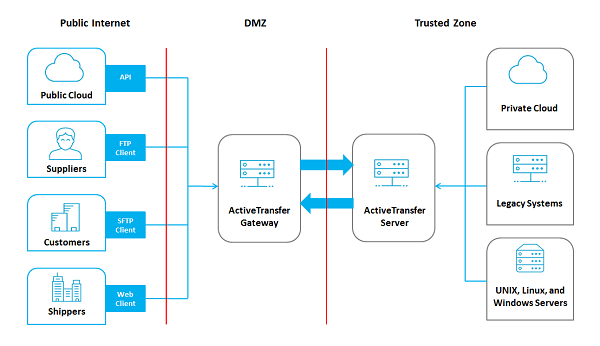 Public Internet
DMZ
Trusted Zone
Public Cloud
API
Suppliers
FTP
Client
Customers
SFTP
Client
Shippers
Web
Client
ActiveTransfer
Gateway
ActiveTransfer
Server
Private Cloud
Legacy Systems
UNIX, Linux, and
Windows Servers